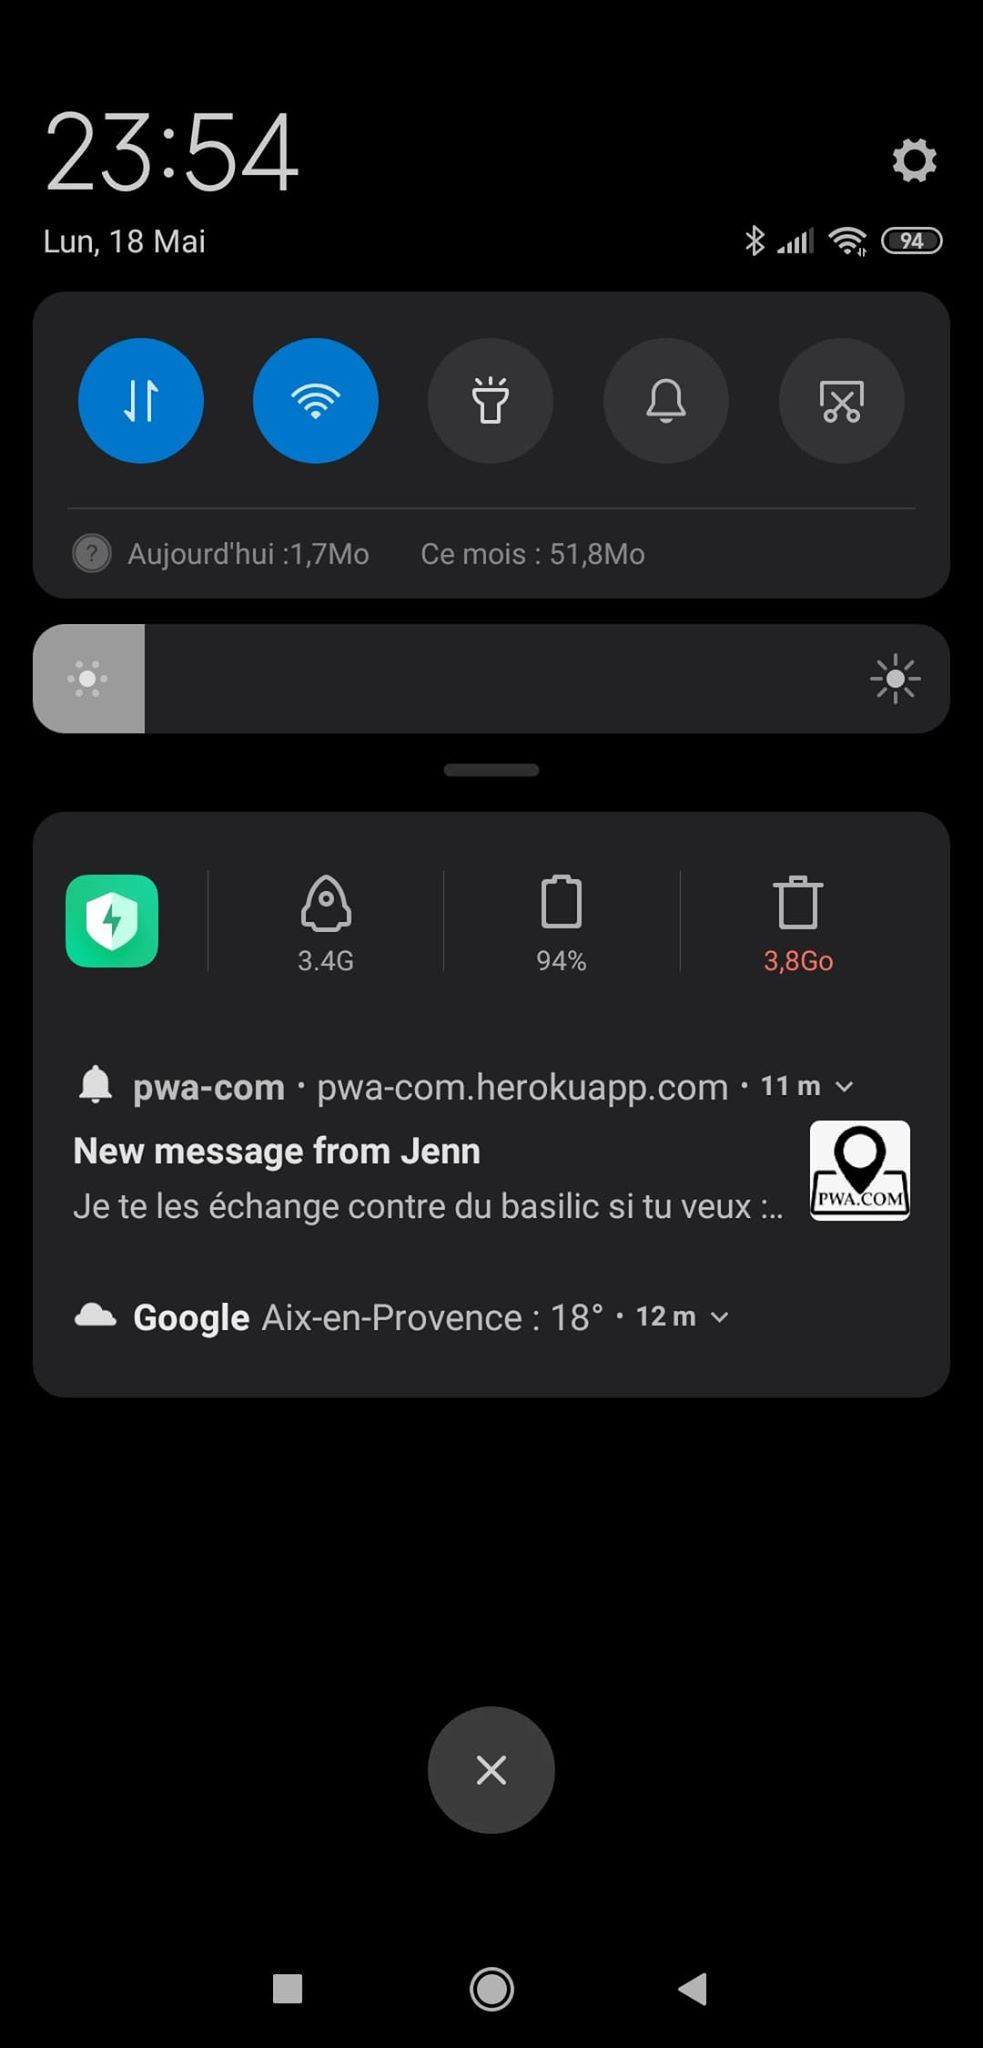 23:54
Lun, 18 Mai
94
? Aujourd'hui :1,7Mo Ce mois : 51,8Mo
3.4G 94% 3,8Go
pwa-com · pwa-com.herokuapp.com · 11 m
New message from Jenn
Je te les échange contre du basilic si tu veux :..
PWA.COM
Google Aix-en-Provence : 18° · 12 m